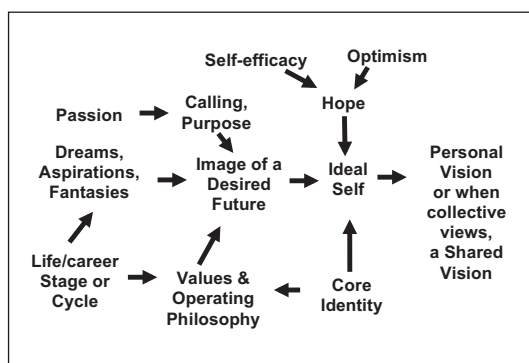 Self-efficacy
Optimism
Passion
Calling,
Purpose
Hope
Dreams,
Aspirations,
Fantasies
Image of a
Desired
Future
Ideal
Self
Personal
Vision
or when
collective
views,
a Shared
Vision
Life/career
Stage or
Cycle
Values &
Operating
Philosophy
Core
Identity